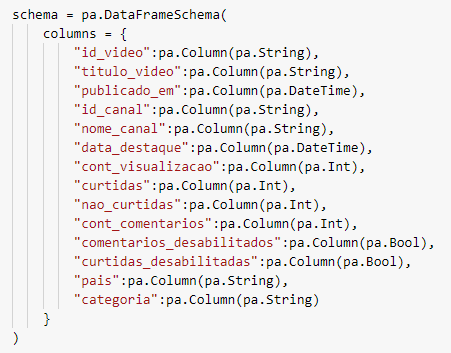 schema = pa.DataFrameSchema(
    columns = {
        "id_video":pa.Column(pa.String),
        "titulo_video":pa.Column(pa.String),
        "publicado_em":pa.Column(pa.DateTime),
        "id_canal":pa.Column(pa.String),
        "nome_canal":pa.Column(pa.String),
        "data_destaque":pa.Column(pa.DateTime),
        "cont_visualizacao":pa.Column(pa.Int),
        "curtidas":pa.Column(pa.Int),
        "nao_curtidas":pa.Column(pa.Int),
        "cont_comentarios":pa.Column(pa.Int),
        "comentarios_desabilitados":pa.Column(pa.Bool),
        "curtidas_desabilitadas":pa.Column(pa.Bool),
        "pais":pa.Column(pa.String),
        "categoria":pa.Column(pa.String)
    }
)